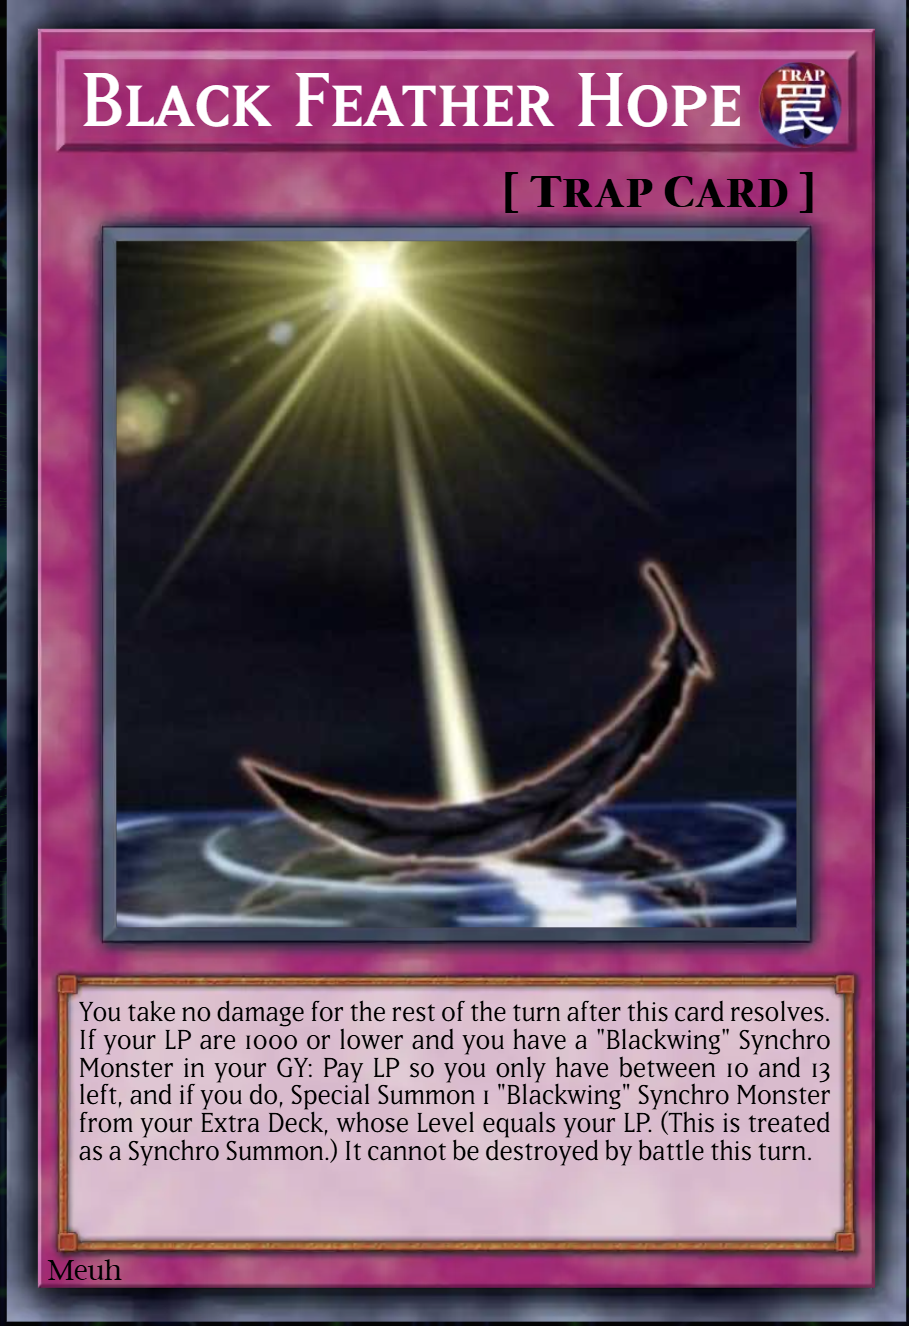 BLACK FEATHER HOPE
TRAP
罠
[ TRAP CARD ]
You take no damage for the rest of the turn after this card resolves.
If your LP are 1000 or lower and you have a "Blackwing" Synchro
Monster in your GY: Pay LP so you only have between 10 and 13
left, and if you do, Special Summon 1 "Blackwing" Synchro Monster
from your Extra Deck, whose Level equals your LP. (This is treated
as a Synchro Summon.) It cannot be destroyed by battle this turn.
Meuh